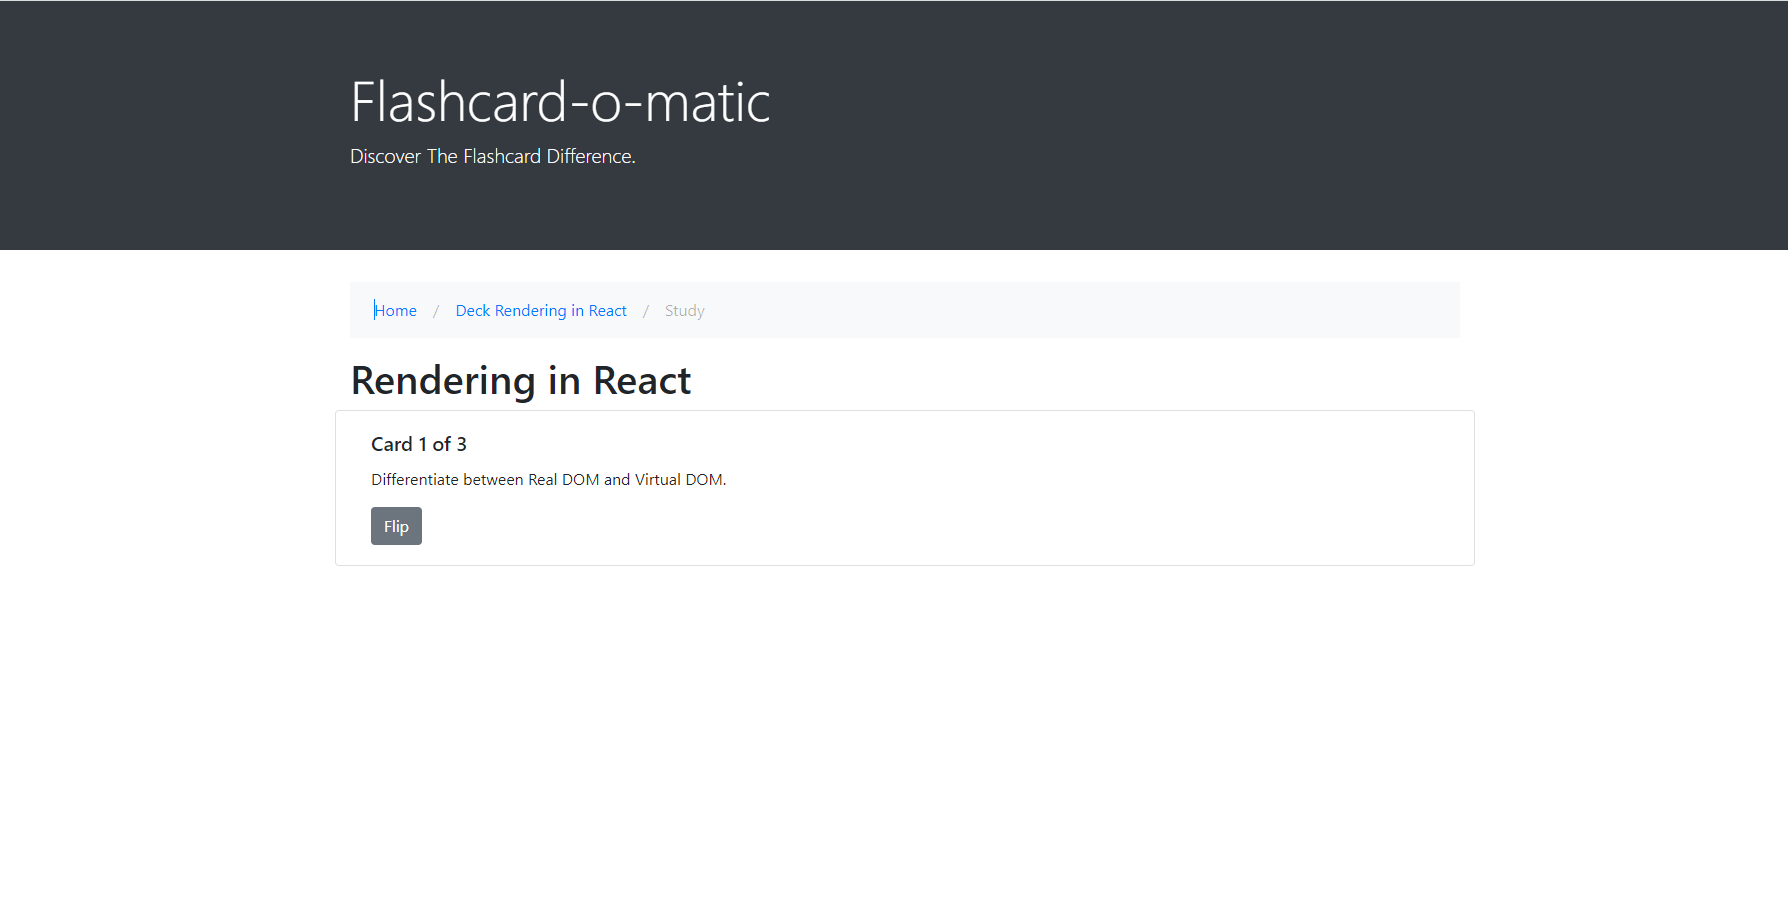 Flashcard-o-matic
Discover The Flashcard Difference.
Home / Deck Rendering in React / Study
Rendering in React
Card 1 of 3
Differentiate between Real DOM and Virtual DOM.
Flip